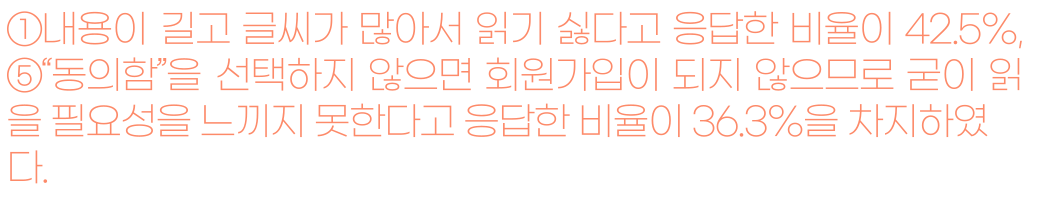 ①내용이 길고 글씨가 많아서 읽기 싫다고 응답한 비율이 42.5%,
⑤“동의함”을 선택하지 않으면 회원가입이 되지 않으므로 굳이 읽
을 필요성을 느끼지 못한다고 응답한 비율이 36.3%을 차지하였
다.